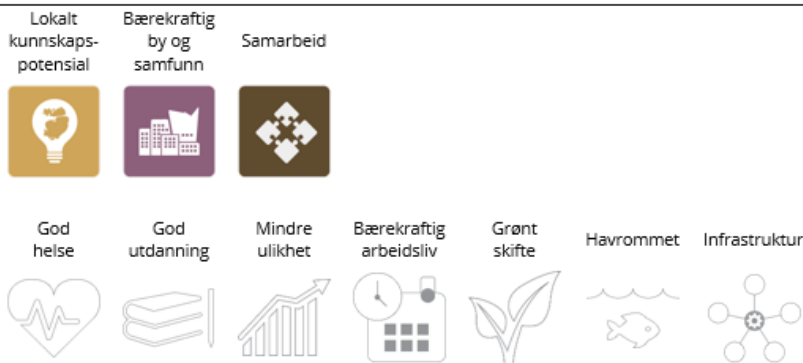 Lokalt
kunnskaps-
potensial
Bærekraftig
by og
samfunn
Samarbeid
God
helse
God
utdanning
Mindre
ulikhet
Bærekraftig
arbeidsliv
Grønt
skifte
Havrommet
Infrastruktur